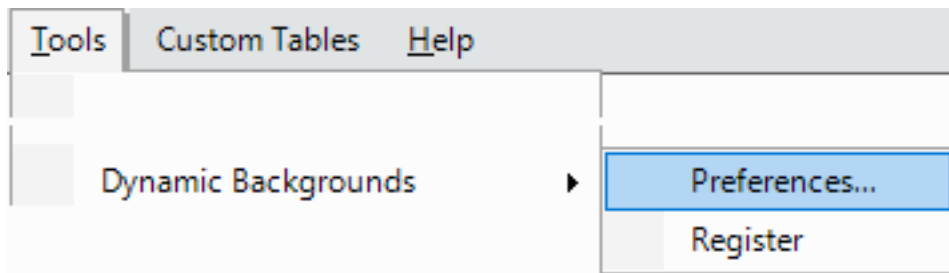 Tools Custom Tables Help
Dynamic Backgrounds Preferences...
Register